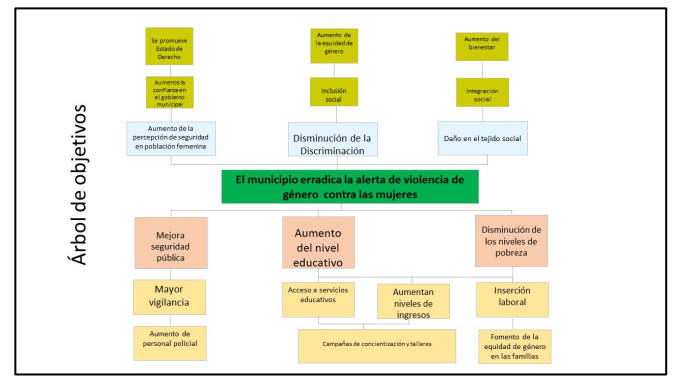 Árbol de objetivos
Se promueve
Estado de
Derecho
Aumento de
la equidad de
género
Aumento del
bienestar
Aumenta la
confianza en
el gobierno
municipal
Inclusión
social
Integración
social
Aumento de la
percepción de seguridad
en población femenina
Disminución de la
Discriminación
Daño en el tejido social
El municipio erradica la alerta de violencia de
género contra las mujeres
Mejora
seguridad
pública
Aumento
del nivel
educativo
Disminución de
los niveles de
pobreza
Mayor
vigilancia
Acceso a servicios
educativos
Aumentan
niveles de
ingresos
Inserción
laboral
Aumento de
personal policial
Campañas de concientización y talleres
Fomento de la
equidad de género
en las familias